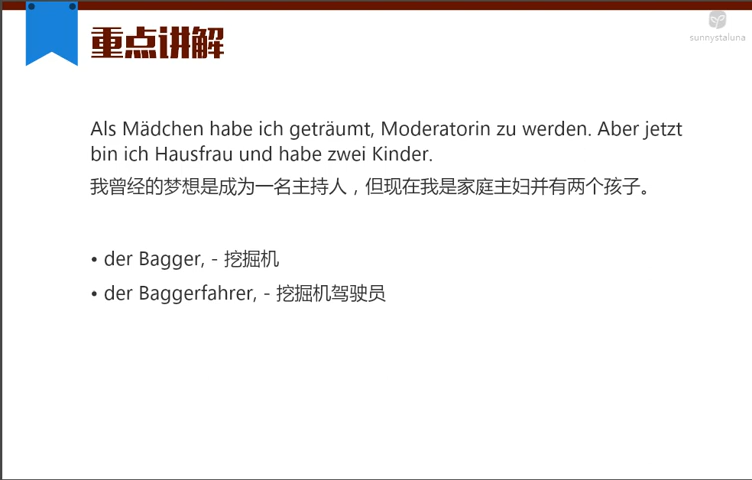 重点讲解
sunnystaluna
Als Mädchen habe ich geträumt, Moderatorin zu werden. Aber jetzt
bin ich Hausfrau und habe zwei Kinder.
我曾经的梦想是成为一名主持人，但现在我是家庭主妇并有两个孩子。
• der Bagger, - 挖掘机
• der Baggerfahrer, - 挖掘机驾驶员